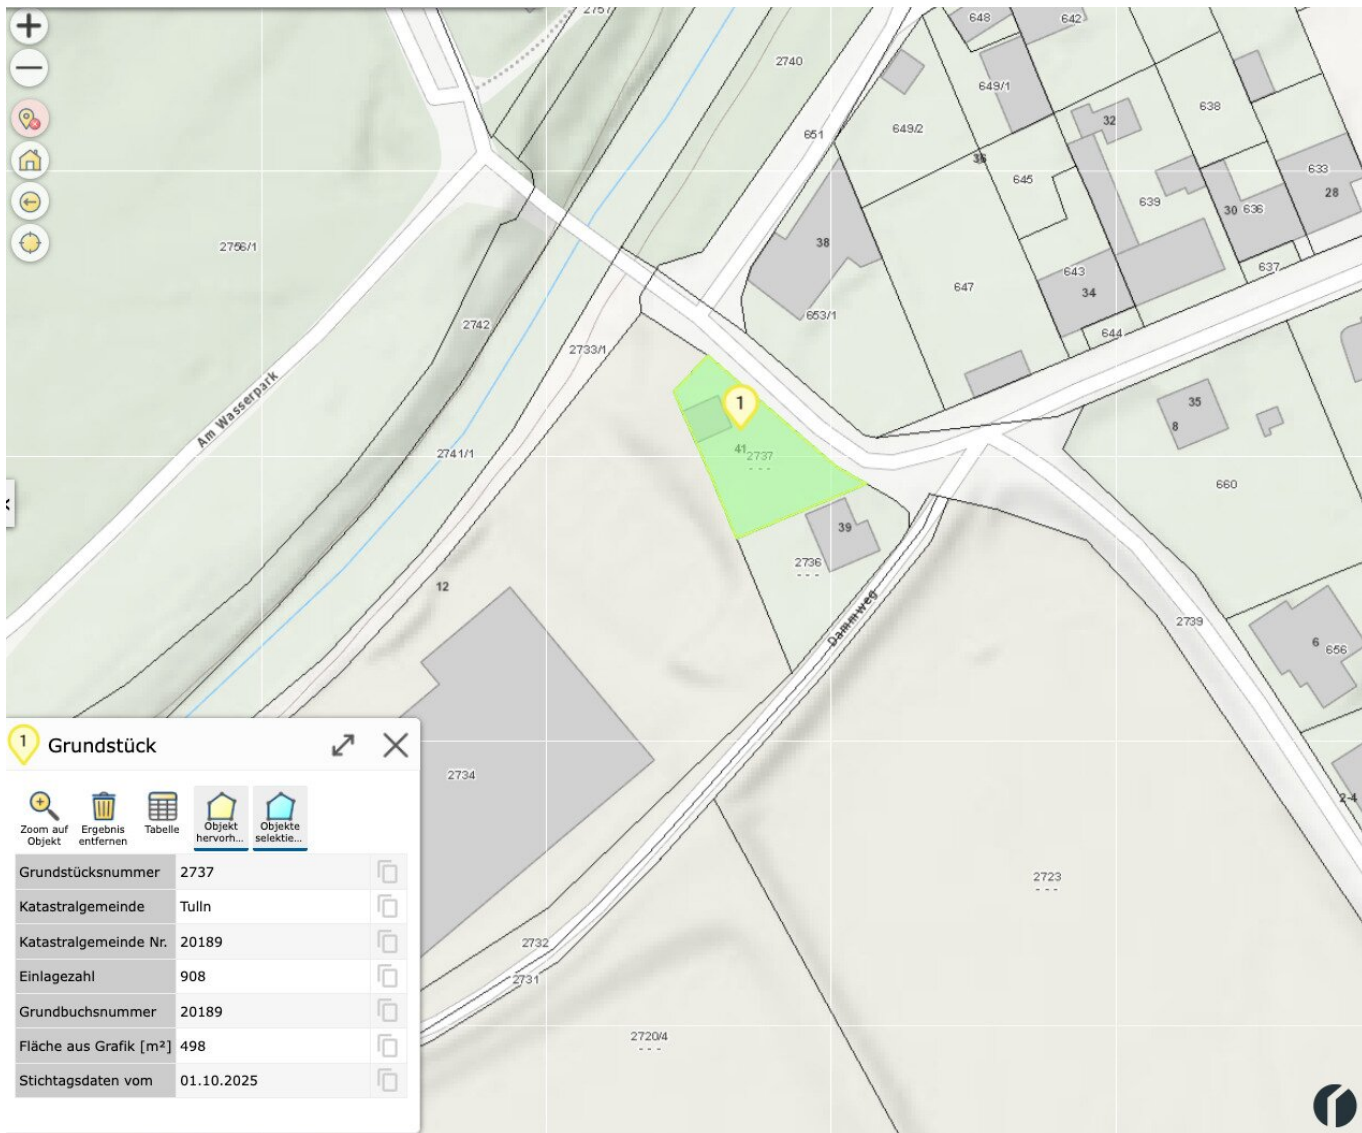 2757
648
642
2740
649/1
638
651
649/2
32
36
645
633
28
639
30 636
2756/1
38
643
637
647
34
653/1
644
2742
2733/1
Am Wasserpark
1
35
8
41
2737
2741/1
660
39
2736
12
Dammweg
2739
6 656
2734
2-4
2723
2732
2731
2720/4
1
Grundstück
Zoom auf
Objekt
Ergebnis
entfernen
Tabelle
Objekt
hervorh...
Objekte
selektie...
Grundstücksnummer 2737
Katastralgemeinde Tulln
Katastralgemeinde Nr. 20189
Einlagezahl 908
Grundbuchsnummer 20189
Fläche aus Grafik [m²] 498
Stichtagsdaten vom 01.10.2025